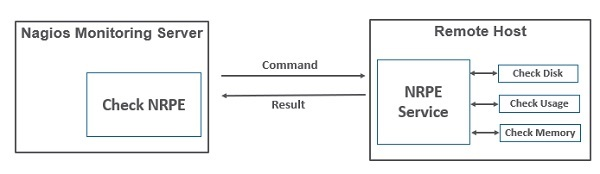 Nagios Monitoring Server
Remote Host
Command
Check NRPE
Result
NRPE
Service
Check Disk
Check Usage
Check Memory